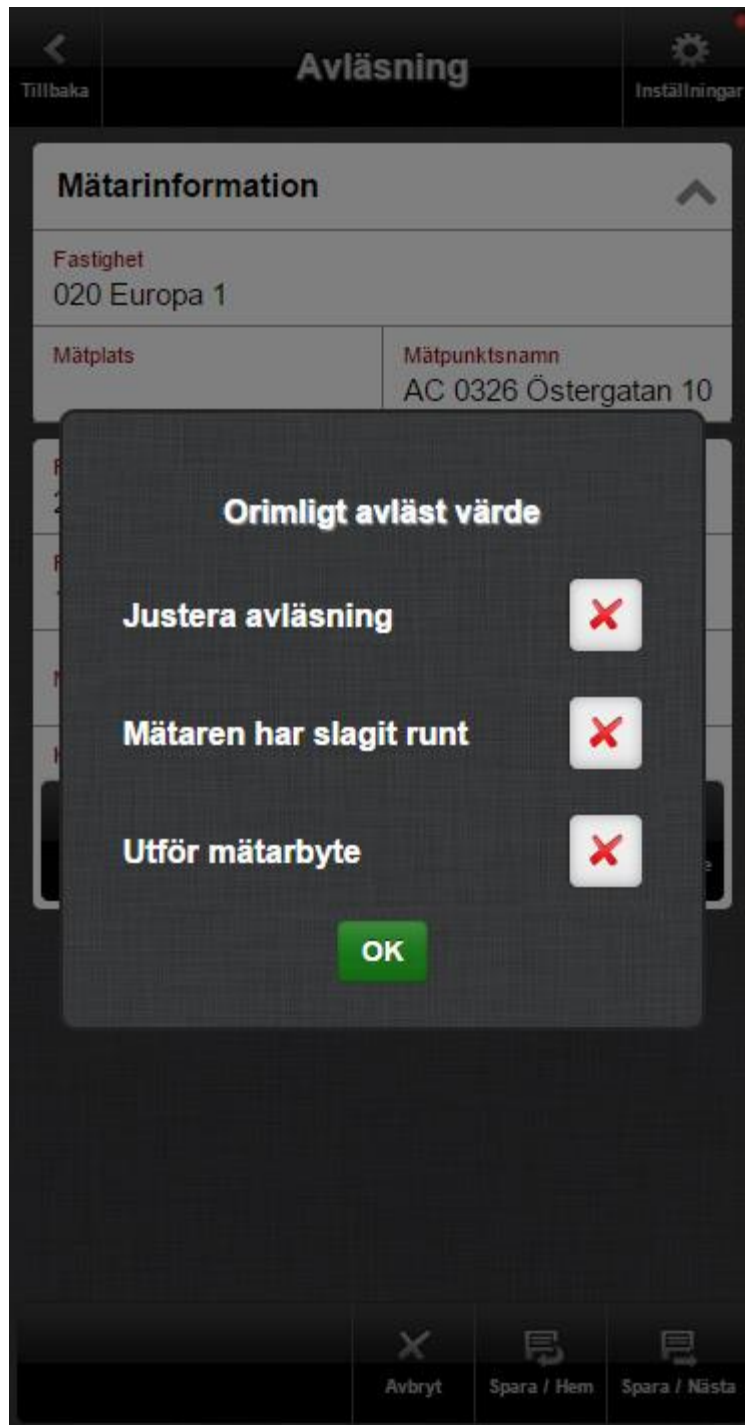 Tillbaka
Avläsning
Inställningar
Mätarinformation
Fastighet
020 Europa 1
Mätplats
Mätpunktsnamn
AC 0326 Östergatan 10
Orimligt avläst värde
Justera avläsning
Mätaren har slagit runt
Utför mätarbyte
OK
Avbryt
Spara / Hem
Spara / Nästa